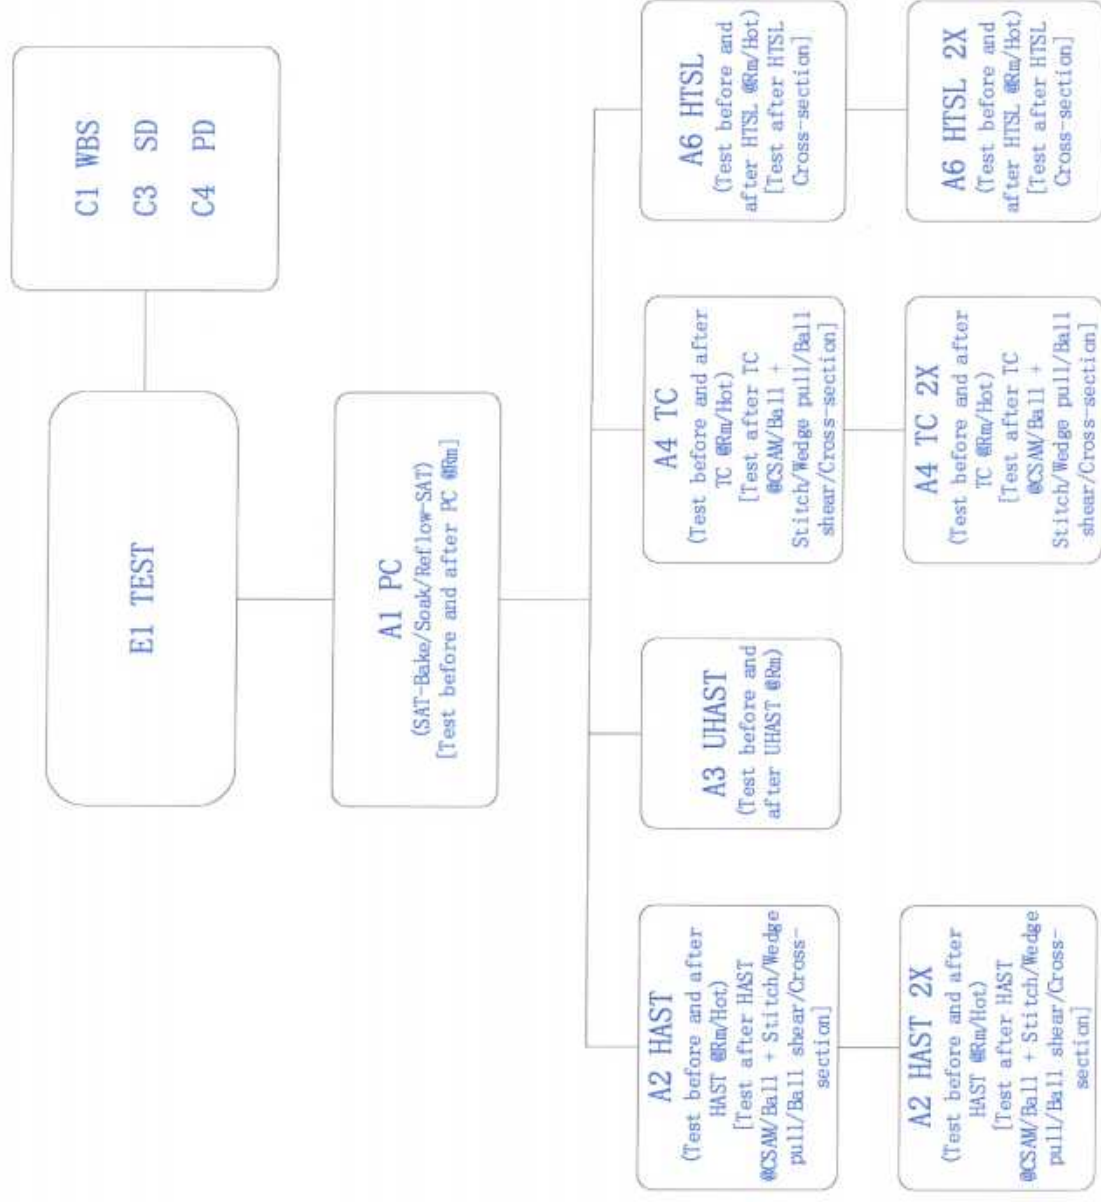 E1 TEST
C1 WBS
C3 SD
C4 PD
A1 PC
(SAT-Bake/Soak/Reflow-SAT)
[Test before and after PC @Rm]
A2 HAST
(Test before and after
HAST @Rm/Hot)
[Test after HAST
@CSAM/Ball + Stitch/Wedge
pull/Ball shear/Cross-
section]
A3 UHAST
(Test before and
after UHAST @Rm)
A4 TC
(Test before and after
TC @Rm/Hot)
[Test after TC
@CSAM/Ball +
Stitch/Wedge pull/Ball
shear/Cross-section]
A6 HTSL
(Test before and
after HTSL @Rm/Hot)
[Test after HTSL
Cross-section]
A2 HAST 2X
(Test before and after
HAST @Rm/Hot)
[Test after HAST
@CSAM/Ball + Stitch/Wedge
pull/Ball shear/Cross-
section]
A4 TC 2X
(Test before and after
TC @Rm/Hot)
[Test after TC
@CSAM/Ball +
Stitch/Wedge pull/Ball
shear/Cross-section]
A6 HTSL 2X
(Test before and
after HTSL @Rm/Hot)
[Test after HTSL
Cross-section]